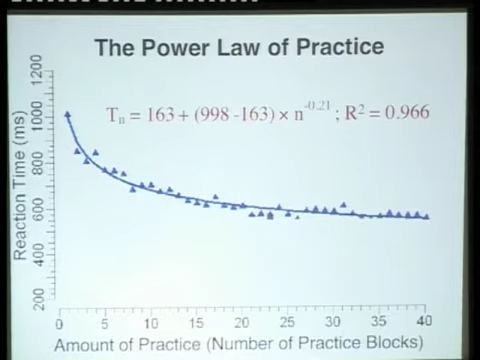 The Power Law of Practice
Tn = 163 + (998 -163) × n^-0.21 ; R² = 0.966
Reaction Time (ms)
1200
1000
800
600
400
200
0 5 10 15 20 25 30 35 40
Amount of Practice (Number of Practice Blocks)